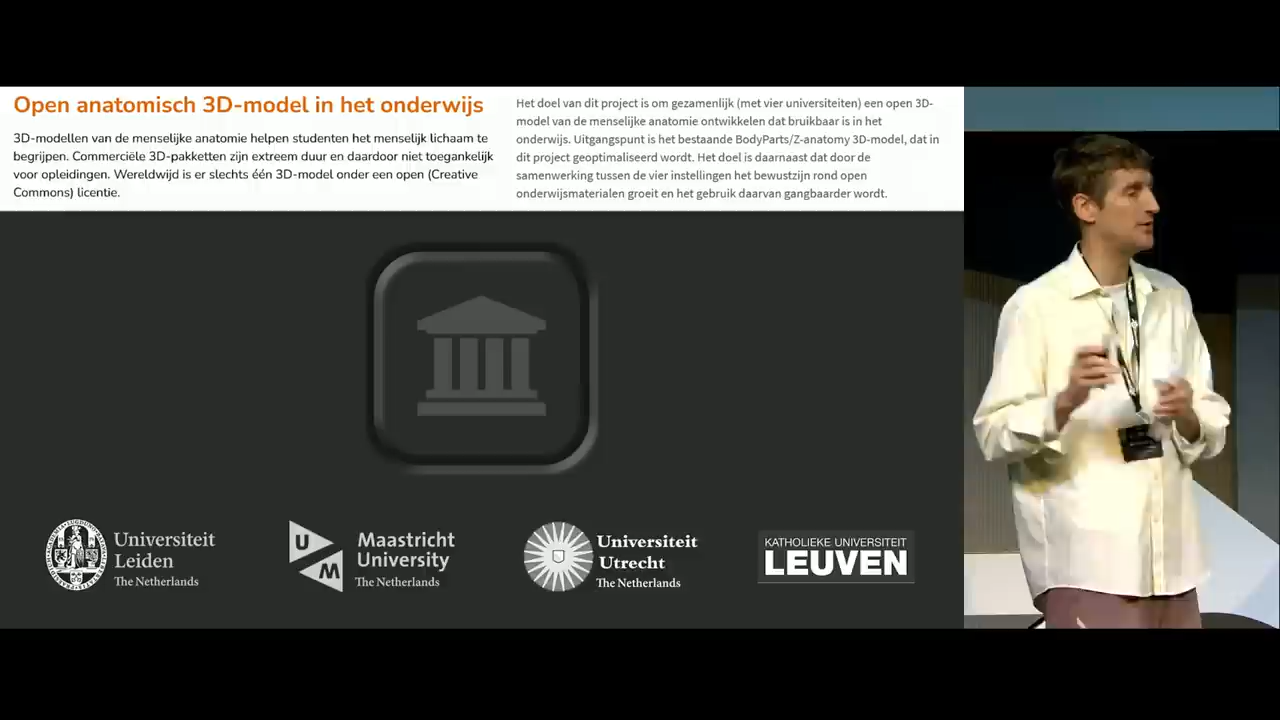 Open anatomisch 3D-model in het onderwijs
3D-modellen van de menselijke anatomie helpen studenten het menselijk lichaam te
begrijpen. Commerciële 3D-pakketten zijn extreem duur en daardoor niet toegankelijk
voor opleidingen. Wereldwijd is er slechts één 3D-model onder een open (Creative
Commons) licentie.
Het doel van dit project is om gezamenlijk (met vier universiteiten) een open 3D-
model van de menselijke anatomie ontwikkelen dat bruikbaar is in het
onderwijs. Uitgangspunt is het bestaande BodyParts/Z-anatomy 3D-model, dat in
dit project geoptimaliseerd wordt. Het doel is daarnaast dat door de
samenwerking tussen de vier instellingen het bewustzijn rond open
onderwijsmaterialen groeit en het gebruik daarvan gangbaarder wordt.
Universiteit
Leiden
The Netherlands
U
M
Maastricht
University
The Netherlands
Universiteit
Utrecht
The Netherlands
KATHOLIEKE UNIVERSITEIT
LEUVEN